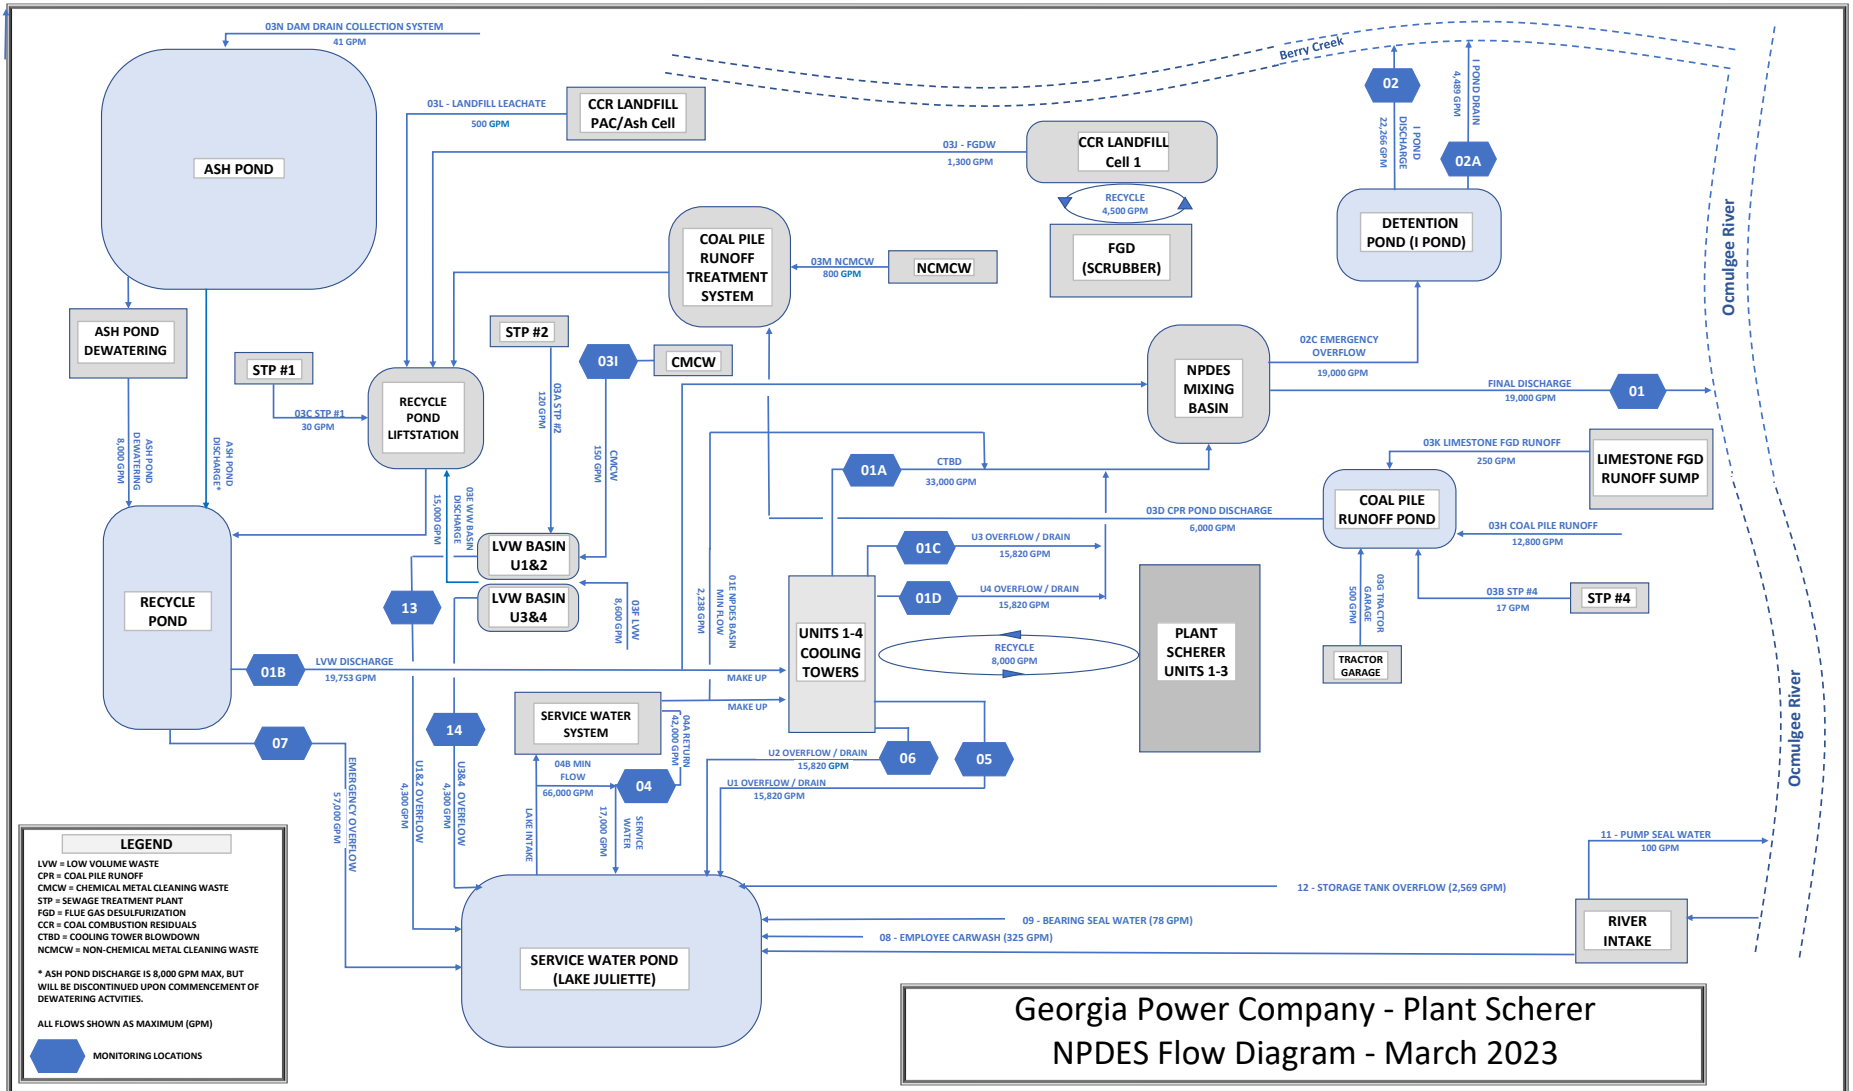 03N DAM DRAIN COLLECTION SYSTEM
41 GPM
Berry Creek
02
I POND DISCHARGE
22,266 GPM
I POND DRAIN
4,489 GPM
02A
ASH POND
03L - LANDFILL LEACHATE
500 GPM
CCR LANDFILL
PAC/Ash Cell
03J - FGDW
1,300 GPM
CCR LANDFILL
Cell 1
RECYCLE
4,500 GPM
FGD
(SCRUBBER)
DETENTION
POND (I POND)
Ocmulgee River
COAL PILE
RUNOFF
TREATMENT
SYSTEM
03M NCMCW
800 GPM
NCMCW
ASH POND
DEWATERING
STP #1
03C STP #1
30 GPM
RECYCLE
POND
LIFTSTATION
STP #2
03A STP #2
120 GPM
03I
CMCW
CMCW
150 GPM
NPDES
MIXING
BASIN
02C EMERGENCY
OVERFLOW
19,000 GPM
FINAL DISCHARGE
19,000 GPM
01
ASH POND
DEWATERING
8,000 GPM
ASH POND
DISCHARGE*
03E WW BASIN
DISCHARGE
15,000 GPM
01A
CTBD
33,000 GPM
03K LIMESTONE FGD RUNOFF
250 GPM
LIMESTONE FGD
RUNOFF SUMP
COAL PILE
RUNOFF POND
03D CPR POND DISCHARGE
6,000 GPM
03H COAL PILE RUNOFF
12,800 GPM
LVW BASIN
U1&2
LVW BASIN
U3&4
03F LVW
8,600 GPM
01E NPDES BASIN
MIN FLOW
2,238 GPM
01C
U3 OVERFLOW / DRAIN
15,820 GPM
01D
U4 OVERFLOW / DRAIN
15,820 GPM
03G TRACTOR
GARAGE
500 GPM
03B STP #4
17 GPM
STP #4
TRACTOR
GARAGE
RECYCLE
POND
13
UNITS 1-4
COOLING
TOWERS
RECYCLE
8,000 GPM
PLANT
SCHERER
UNITS 1-3
01B
LVW DISCHARGE
19,753 GPM
MAKE UP
MAKE UP
Ocmulgee River
07
14
SERVICE WATER
SYSTEM
04A RETURN
42,000 GPM
04B MIN
FLOW
66,000 GPM
04
U2 OVERFLOW / DRAIN
15,820 GPM
06
05
U1 OVERFLOW / DRAIN
15,820 GPM
EMERGENCY OVERFLOW
57,000 GPM
U1&2 OVERFLOW
4,300 GPM
U3&4 OVERFLOW
4,300 GPM
LAKE INTAKE
SERVICE
WATER
17,000 GPM
11 - PUMP SEAL WATER
100 GPM
12 - STORAGE TANK OVERFLOW (2,569 GPM)
09 - BEARING SEAL WATER (78 GPM)
08 - EMPLOYEE CARWASH (325 GPM)
RIVER
INTAKE
SERVICE WATER POND
(LAKE JULIETTE)
LEGEND
LVW = LOW VOLUME WASTE
CPR = COAL PILE RUNOFF
CMCW = CHEMICAL METAL CLEANING WASTE
STP = SEWAGE TREATMENT PLANT
FGD = FLUE GAS DESULFURIZATION
CCR = COAL COMBUSTION RESIDUALS
CTBD = COOLING TOWER BLOWDOWN
NCMCW = NON-CHEMICAL METAL CLEANING WASTE
* ASH POND DISCHARGE IS 8,000 GPM MAX, BUT
WILL BE DISCONTINUED UPON COMMENCEMENT OF
DEWATERING ACTVITIES.
ALL FLOWS SHOWN AS MAXIMUM (GPM)
MONITORING LOCATIONS
Georgia Power Company - Plant Scherer
NPDES Flow Diagram - March 2023